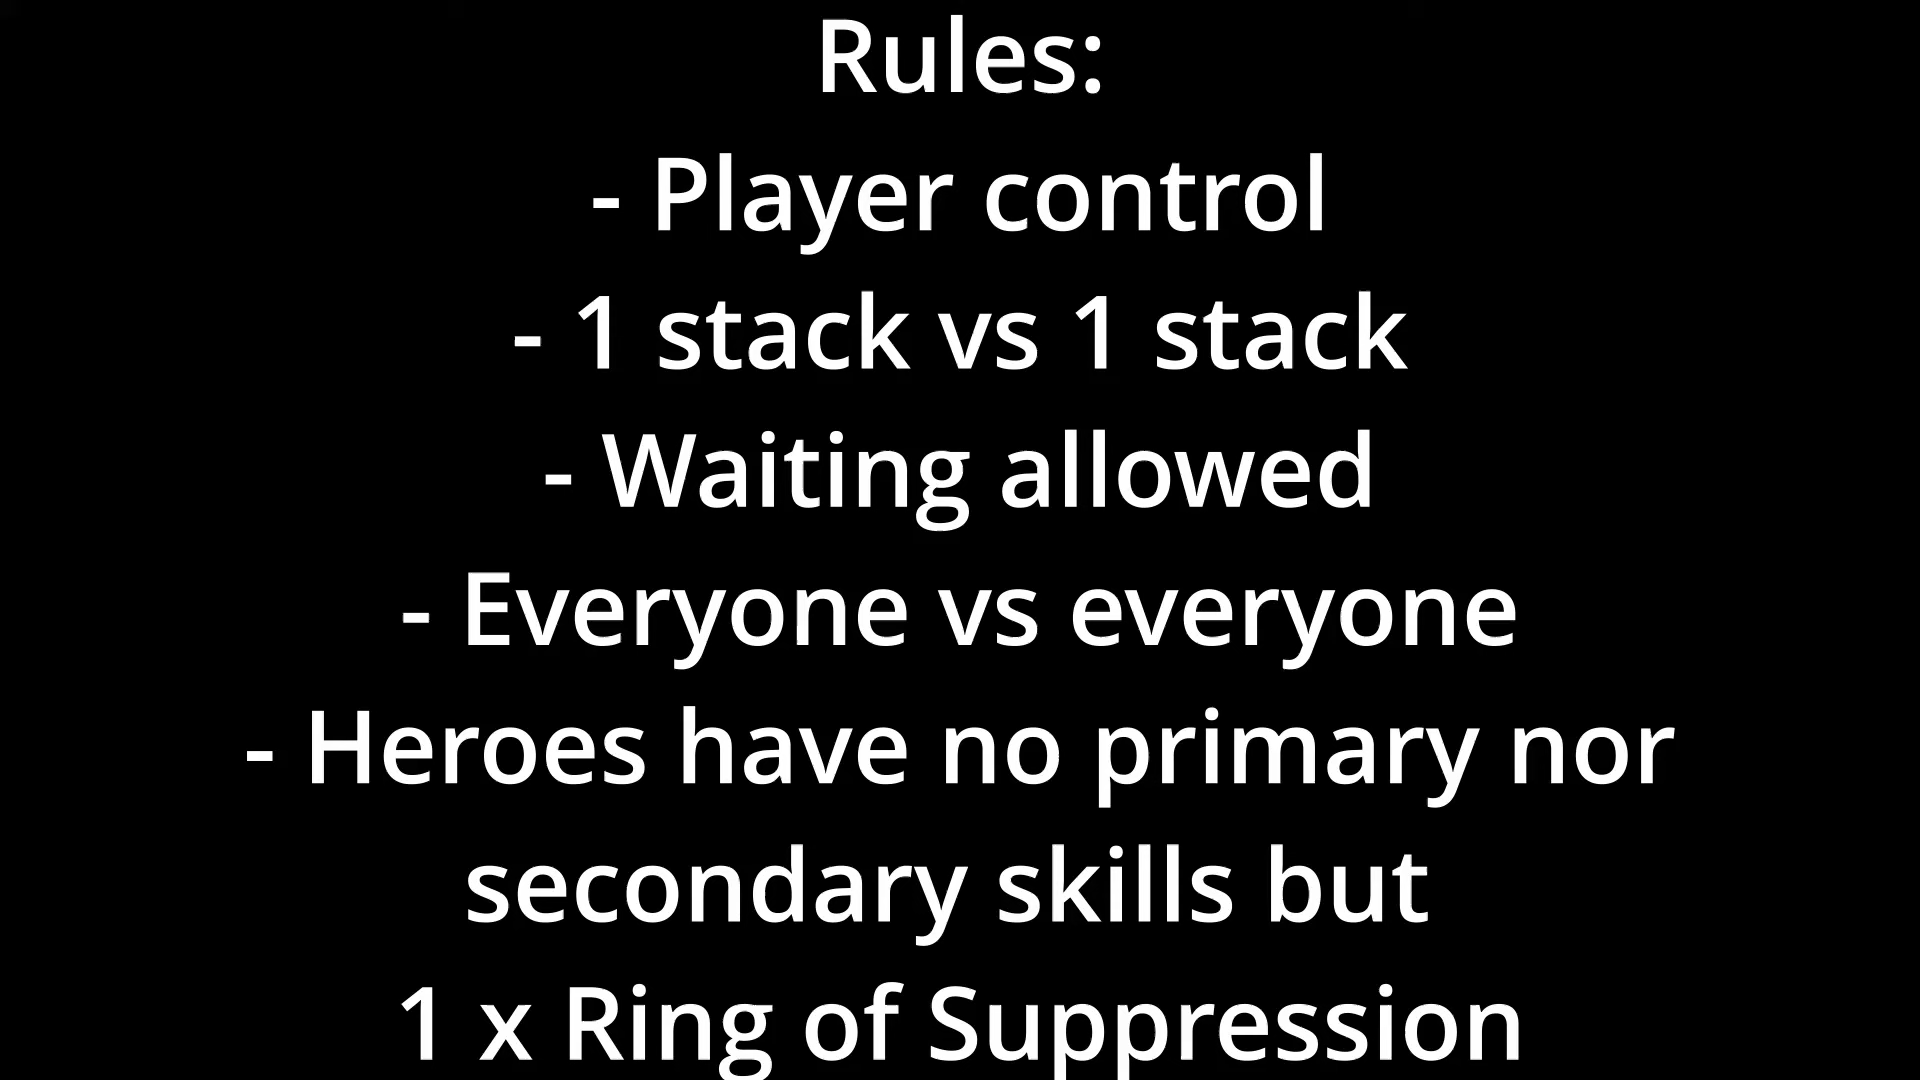 Rules:
- Player control
- 1 stack vs 1 stack
- Waiting allowed
- Everyone vs everyone
- Heroes have no primary nor
secondary skills but
1 x Ring of Suppression